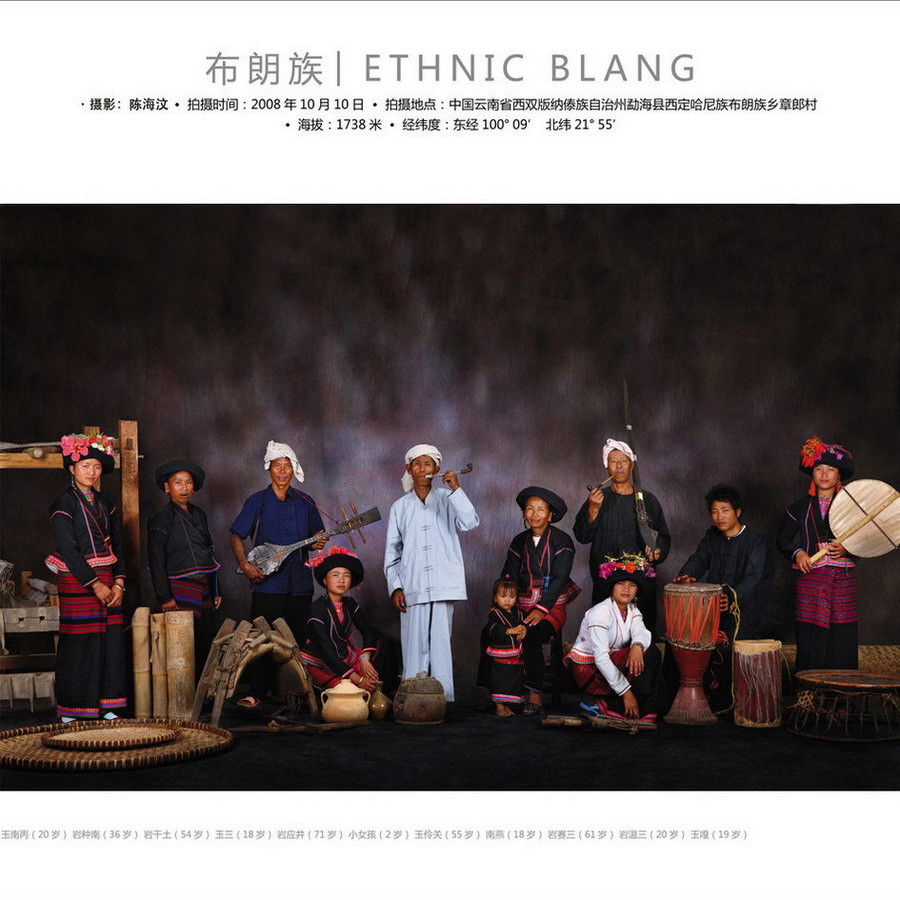 布朗族| ETHNIC BLANG
· 摄影：陈海汶 • 拍摄时间：2008 年 10 月 10 日 • 拍摄地点：中国云南省西双版纳傣族自治州勐海县西定哈尼族布朗族乡章郎村
• 海拔：1738 米 • 经纬度：东经 100° 09′ 北纬 21° 55′
玉南丙（20 岁） 岩种南（36 岁） 岩干土（54 岁） 玉三（18 岁） 岩应井（71 岁） 小女孩（2 岁） 玉伶关（55 岁） 南燕（18 岁） 岩赛三（61 岁） 岩温三（20 岁） 玉嘎（19 岁）